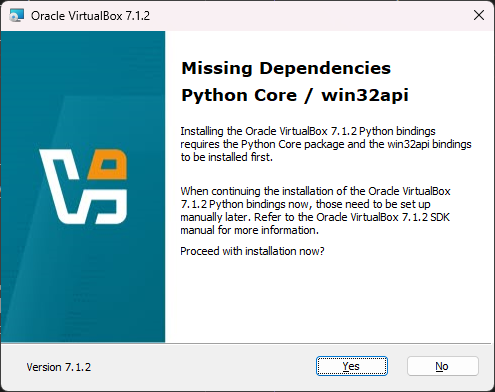 Oracle VirtualBox 7.1.2
Missing Dependencies
Python Core / win32api
Installing the Oracle VirtualBox 7.1.2 Python bindings
requires the Python Core package and the win32api bindings
to be installed first.
When continuing the installation of the Oracle VirtualBox
7.1.2 Python bindings now, those need to be set up
manually later. Refer to the Oracle VirtualBox 7.1.2 SDK
manual for more information.
Proceed with installation now?
Version 7.1.2
Yes
No